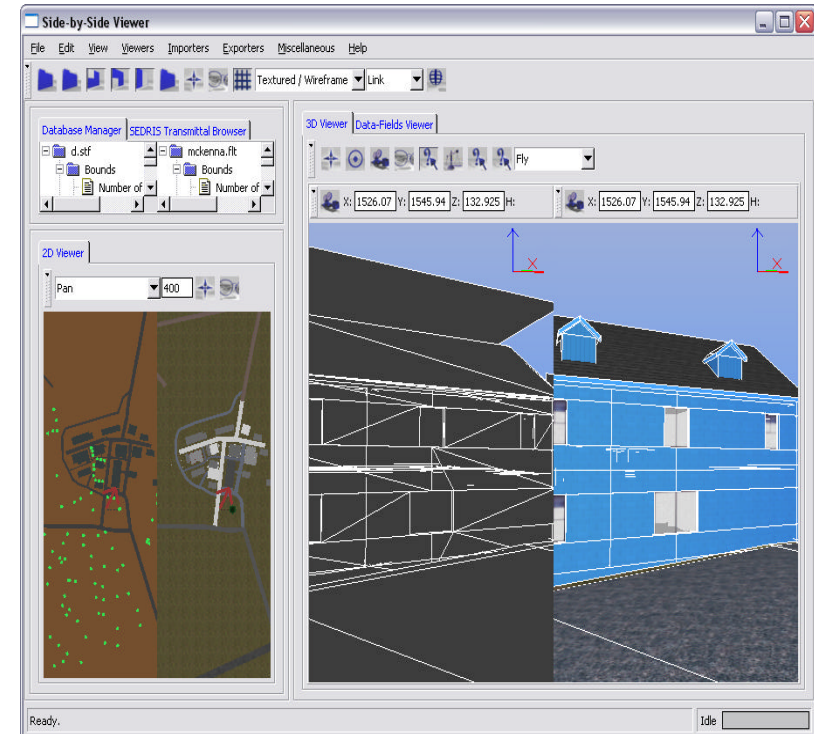 Side-by-Side Viewer
File Edit View Viewers Importers Exporters Miscellaneous Help
Textured / Wireframe Link
Database Manager SEDRIS Transmittal Browser
d.stf mckenna.flt
Bounds Bounds
Number of Number of
3D Viewer Data-Fields Viewer
Fly
X: 1526.07 Y: 1545.94 Z: 132.925 H: X: 1526.07 Y: 1545.94 Z: 132.925 H:
X X
2D Viewer
Pan 400
Ready. Idle